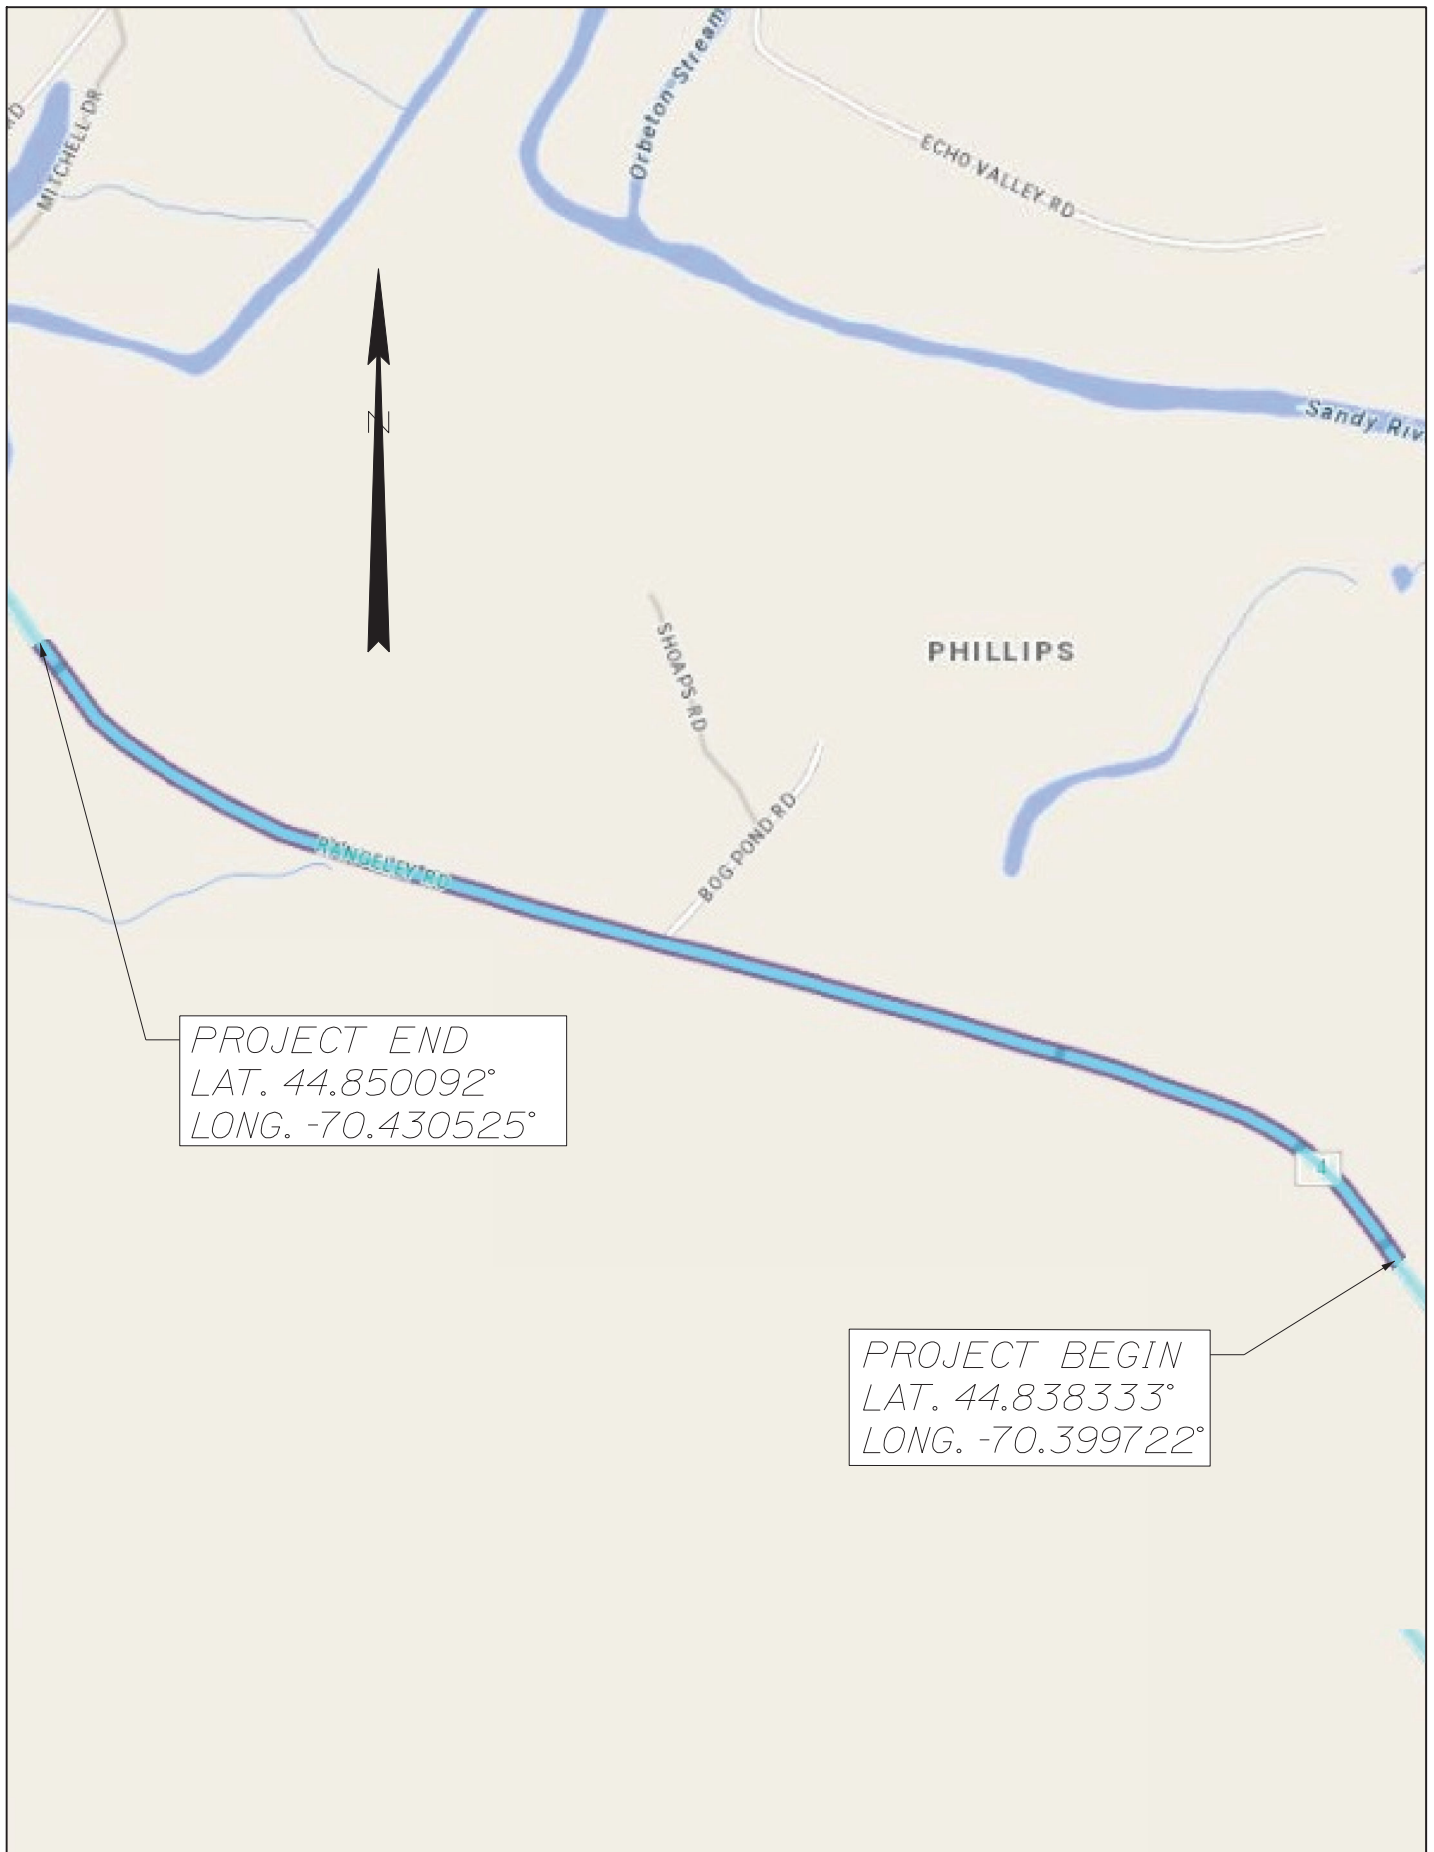 Orbeton Stream
MITCHELL DR
ECHO VALLEY RD
N
Sandy Riv
SHOAPS RD
PHILLIPS
BOG POND RD
RANGELEY RD
PROJECT END
LAT. 44.850092°
LONG. -70.430525°
4
PROJECT BEGIN
LAT. 44.838333°
LONG. -70.399722°